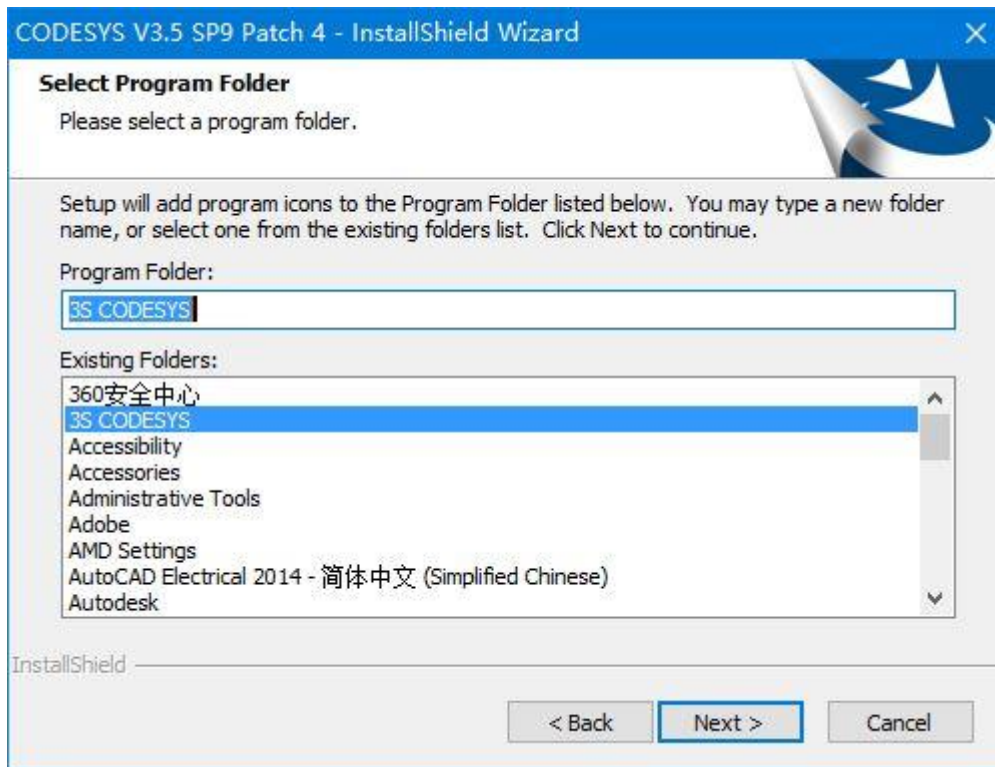 CODESYS V3.5 SP9 Patch 4 - InstallShield Wizard
Select Program Folder
Please select a program folder.
Setup will add program icons to the Program Folder listed below.  You may type a new folder
name, or select one from the existing folders list.  Click Next to continue.
Program Folder:
3S CODESYS
Existing Folders:
360安全中心
3S CODESYS
Accessibility
Accessories
Administrative Tools
Adobe
AMD Settings
AutoCAD Electrical 2014 - 简体中文 (Simplified Chinese)
Autodesk
InstallShield
< Back
Next >
Cancel